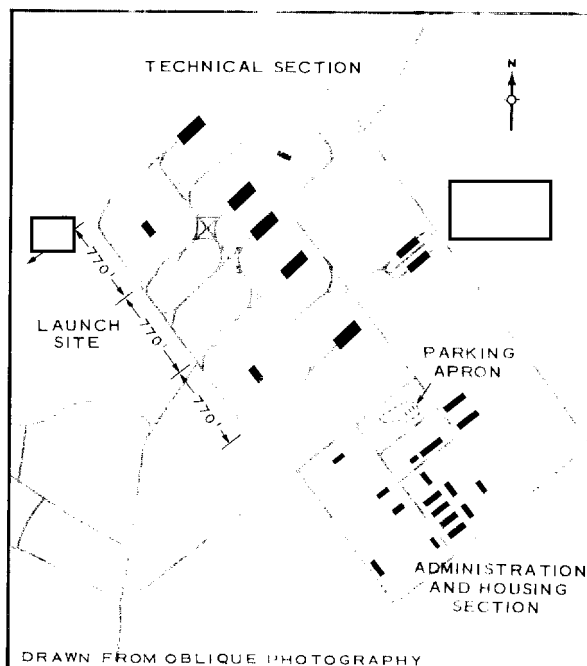 TECHNICAL SECTION
N
770'
770'
770'
LAUNCH
SITE
PARKING
APRON
ADMINISTRATION
AND HOUSING
SECTION
DRAWN FROM OBLIQUE PHOTOGRAPHY